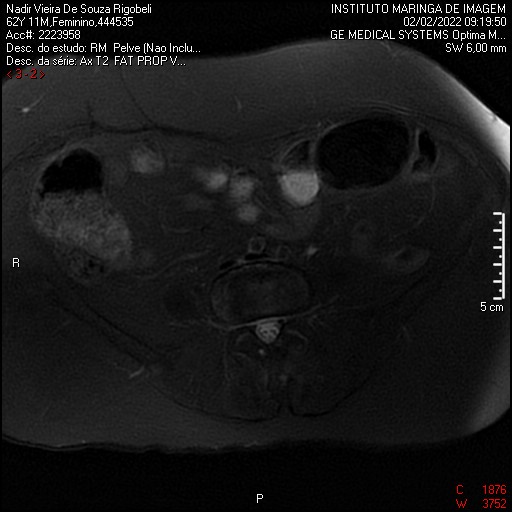 Nadir Vieira De Souza Rigobeli
62Y 11M,Feminino,444535
Acc#: 2223958
Desc. do estudo: RM  Pelve (Nao Inclu...
Desc. da série: Ax T2  FAT PROP V...
< 3 - 2 >
INSTITUTO MARINGA DE IMAGEM
02/02/2022 09:19:50
GE MEDICAL SYSTEMS Optima M...
SW 6,00 mm
R
5 cm
P
C 1876
W 3752